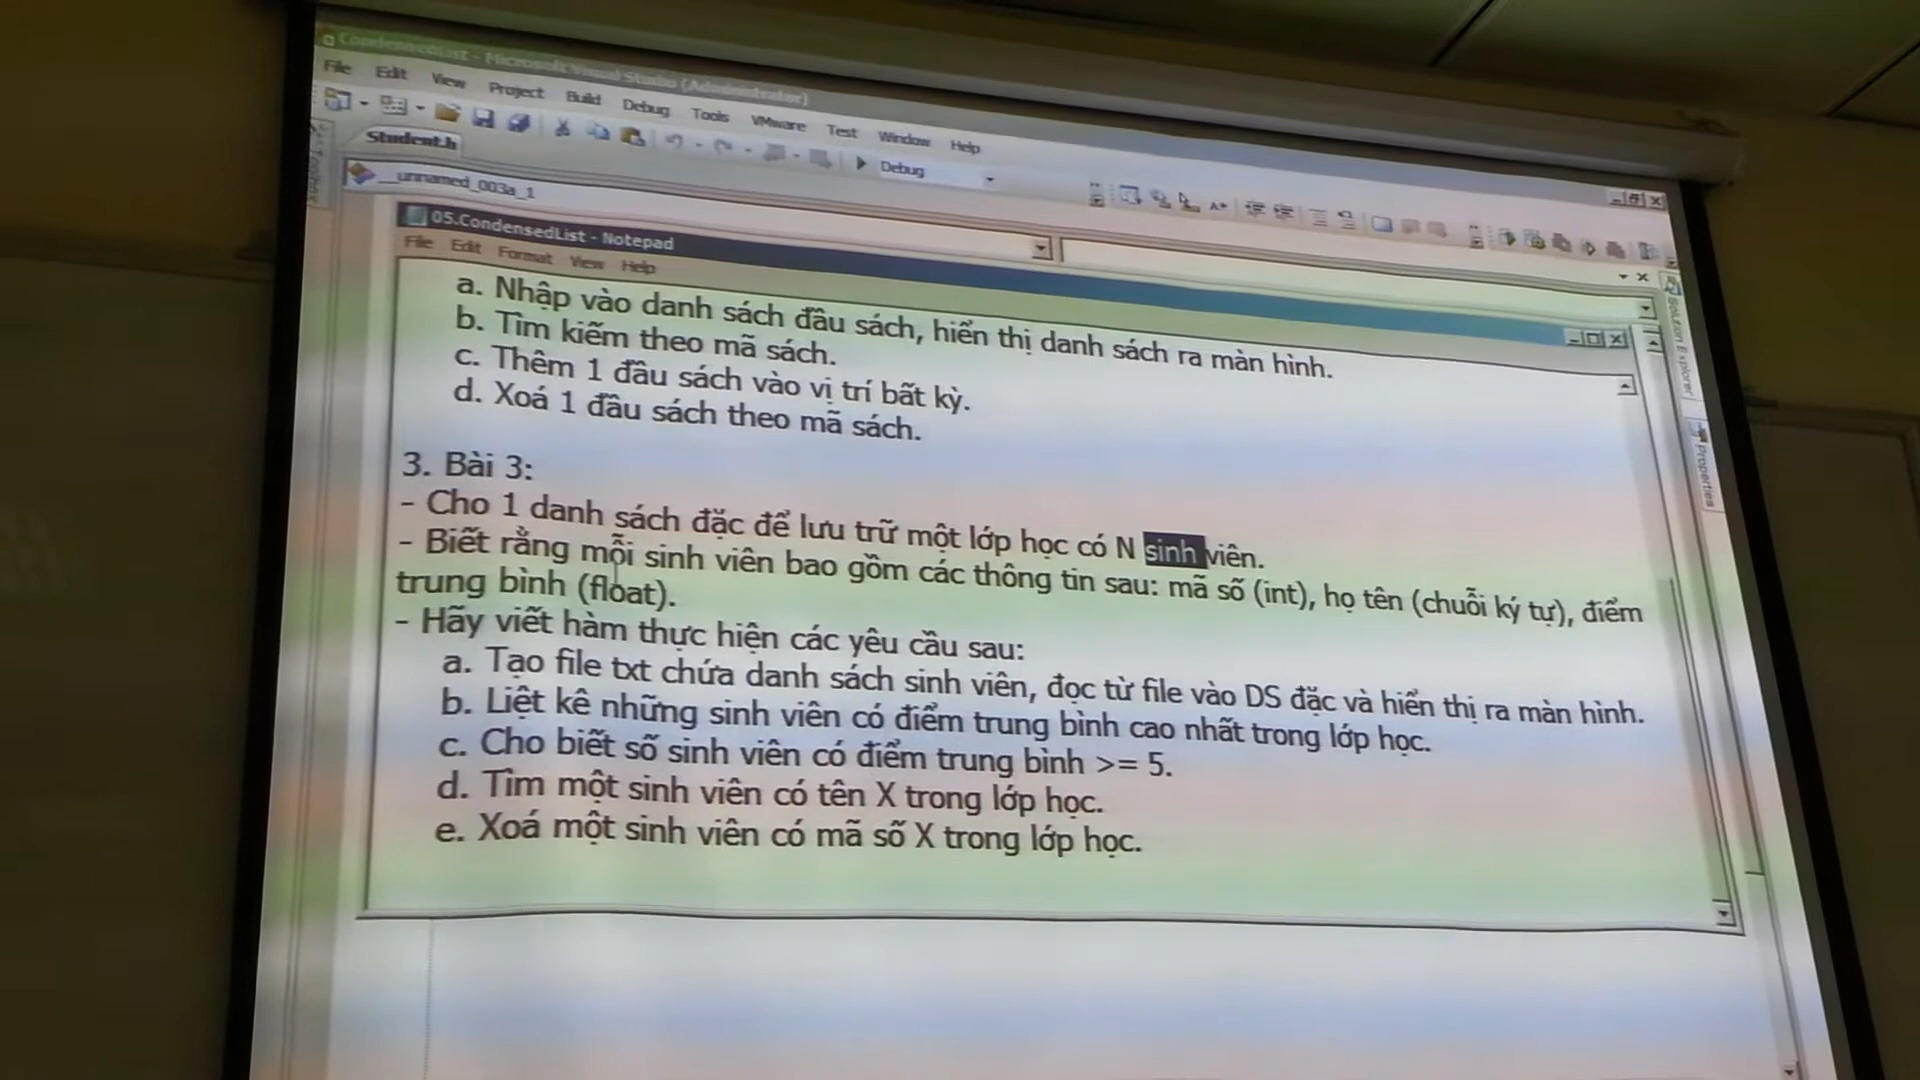 CondensedList - Microsoft Visual Studio (Administrator)
File Edit View Project Build Debug Tools VMware Test Window Help
Debug
Student.h
__unnamed_003a_1
05.CondensedList - Notepad
File Edit Format View Help
a. Nhập vào danh sách đầu sách, hiển thị danh sách ra màn hình.
b. Tìm kiếm theo mã sách.
c. Thêm 1 đầu sách vào vị trí bất kỳ.
d. Xoá 1 đầu sách theo mã sách.
3. Bài 3:
- Cho 1 danh sách đặc để lưu trữ một lớp học có N sinh viên.
- Biết rằng mỗi sinh viên bao gồm các thông tin sau: mã số (int), họ tên (chuỗi ký tự), điểm
trung bình (float).
- Hãy viết hàm thực hiện các yêu cầu sau:
a. Tạo file txt chứa danh sách sinh viên, đọc từ file vào DS đặc và hiển thị ra màn hình.
b. Liệt kê những sinh viên có điểm trung bình cao nhất trong lớp học.
c. Cho biết số sinh viên có điểm trung bình >= 5.
d. Tìm một sinh viên có tên X trong lớp học.
e. Xoá một sinh viên có mã số X trong lớp học.
Solution Explorer
Properties